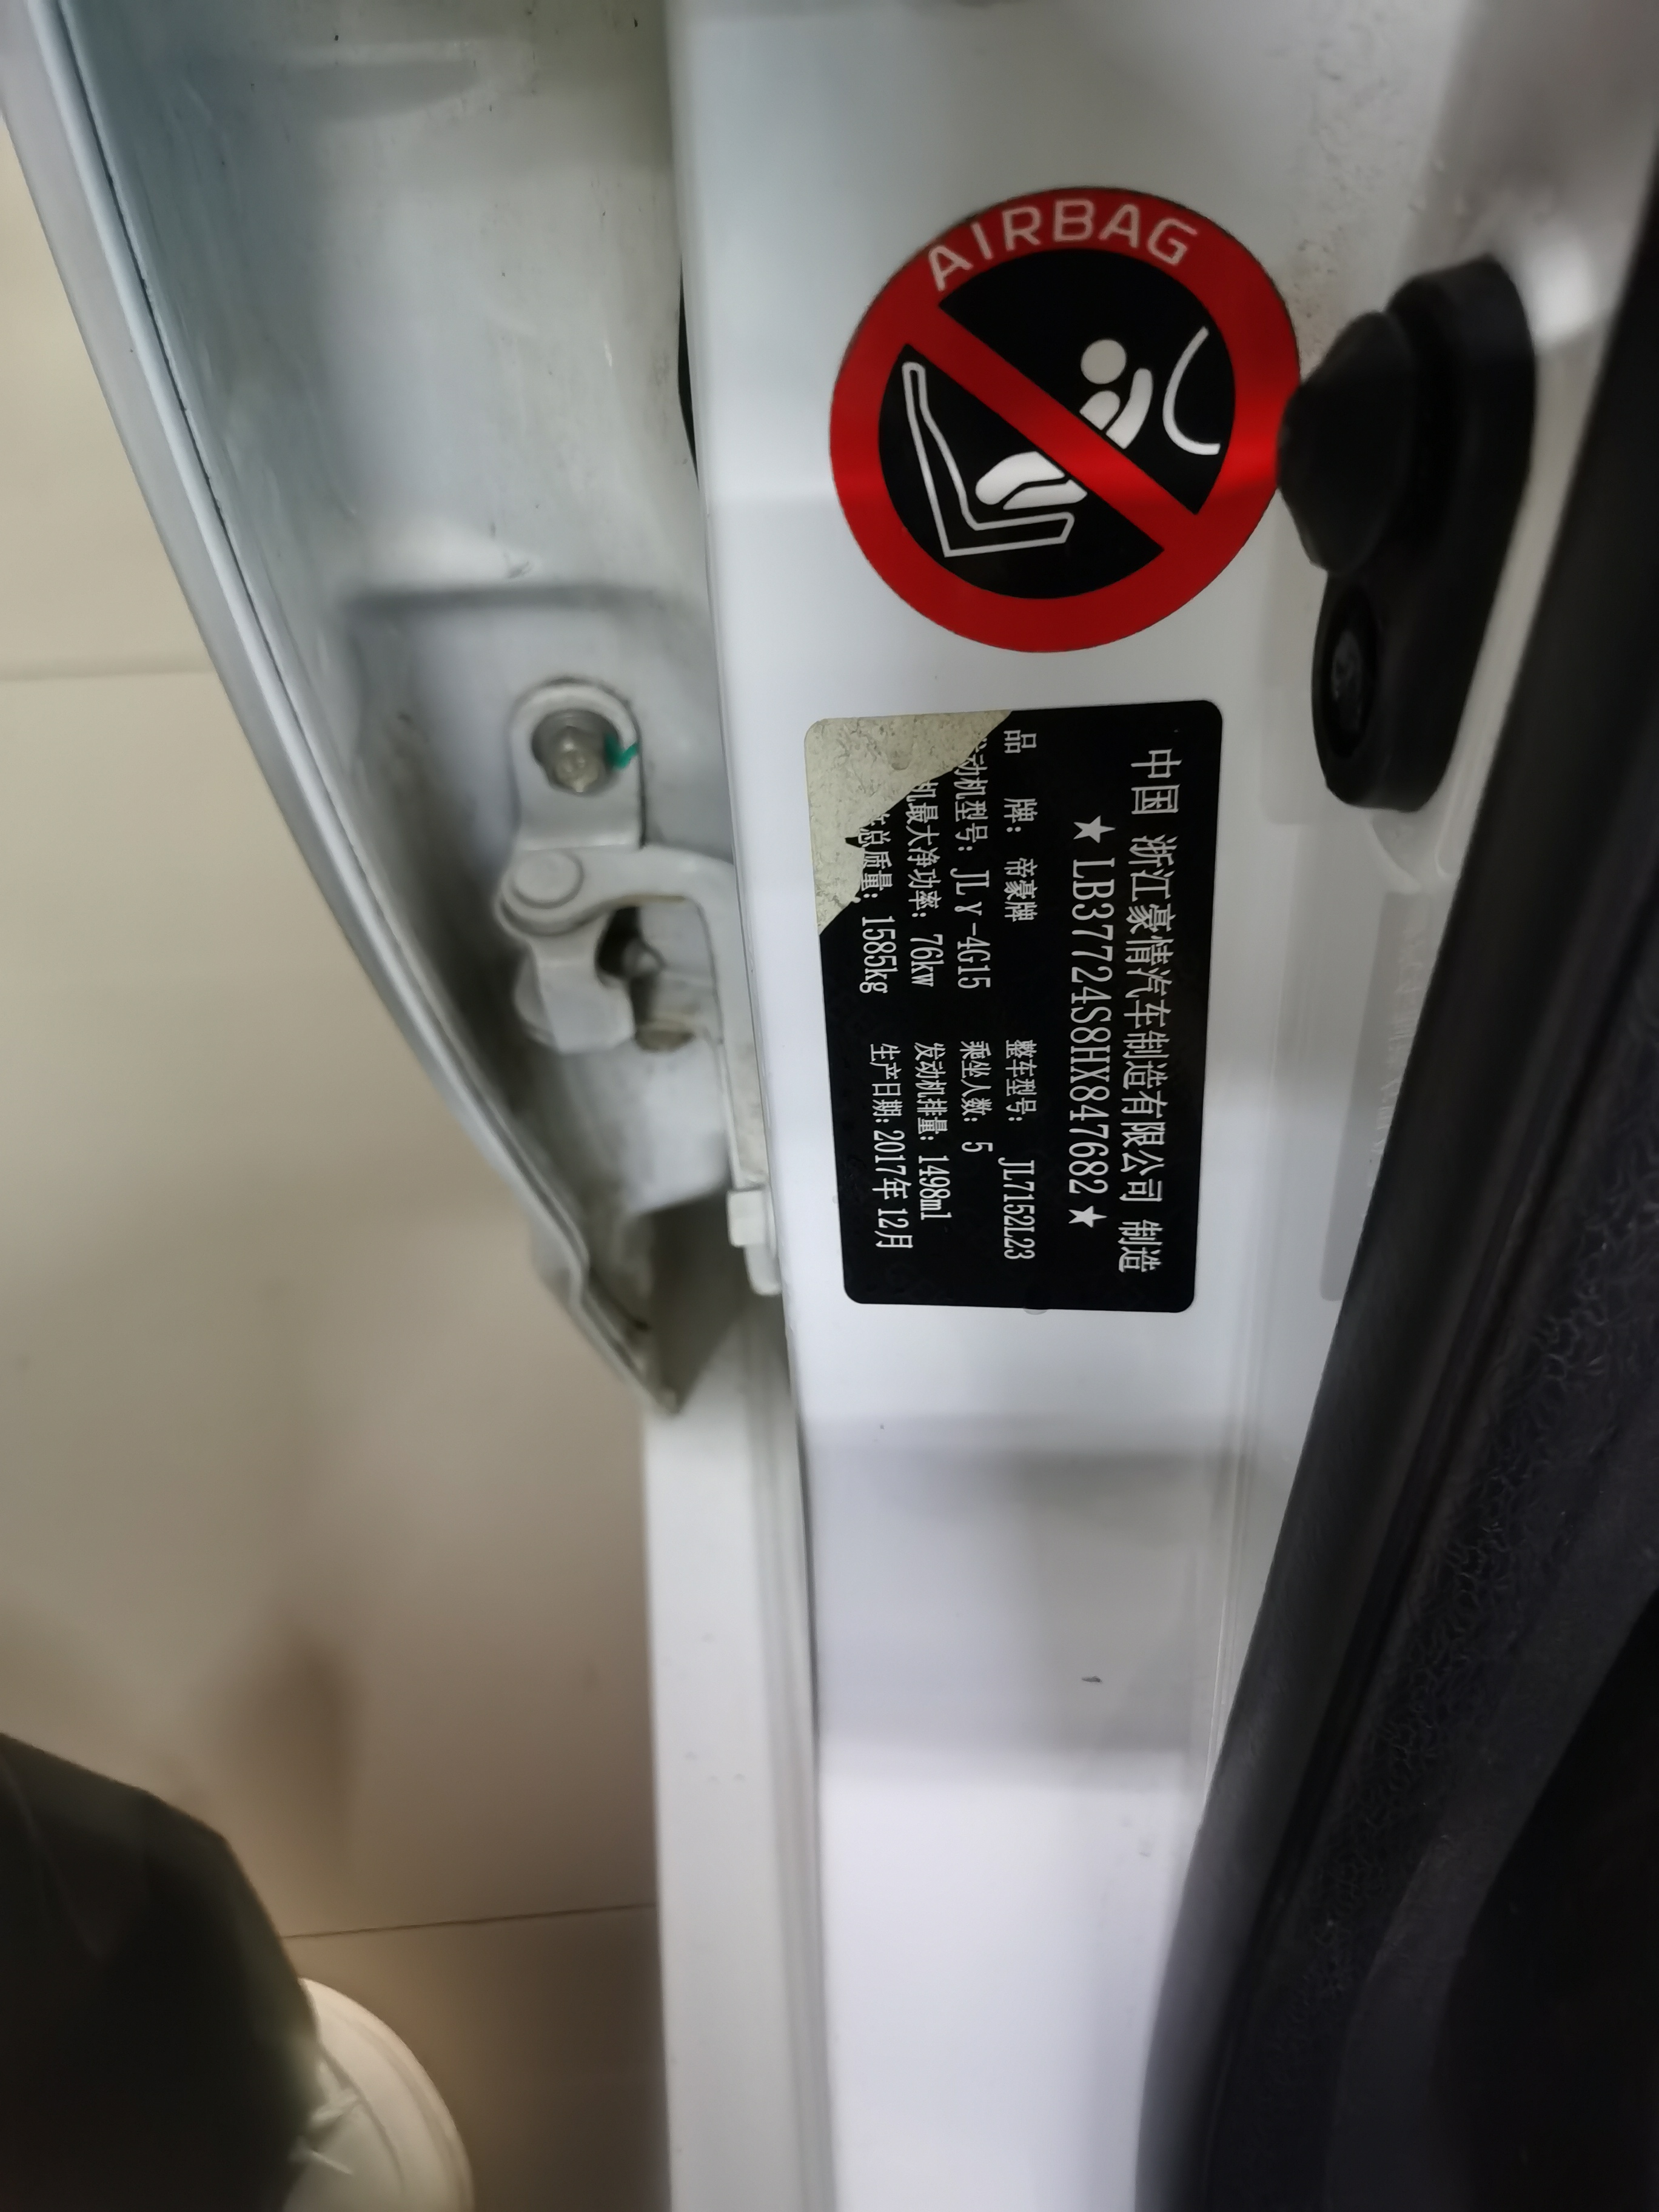 AIRBAG
中国 浙江豪情汽车制造有限公司 制造
★LB37724S8HX847682★
品 牌: 帝豪牌 整车型号: JL7152L23
动机型号: JLγ-4G15 乘坐人数: 5
机最大净功率: 76kw 发动机排量: 1498ml
总质量: 1585kg 生产日期: 2017年12月